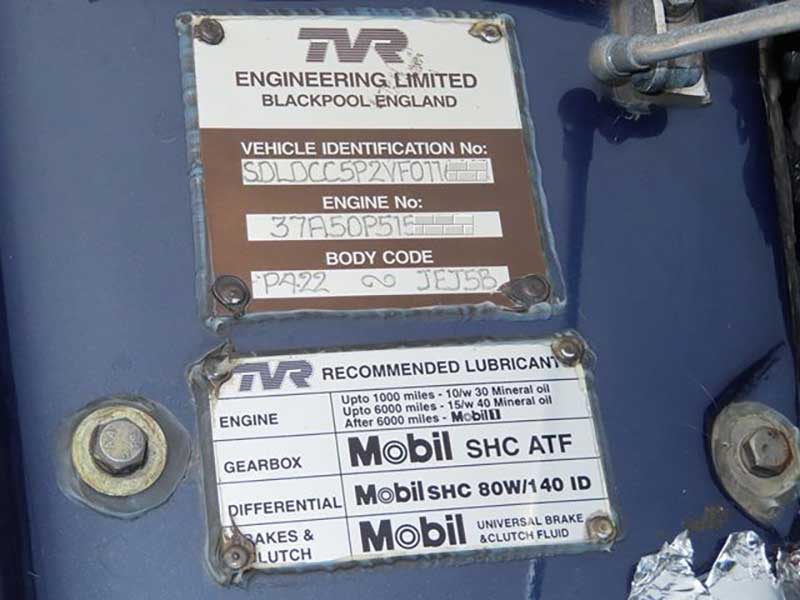 TVR
ENGINEERING LIMITED
BLACKPOOL ENGLAND
VEHICLE IDENTIFICATION No:
SDLDCC5P2VF011
ENGINE No:
37A50P515
BODY CODE
P422 ~ JEJ5B
TVR RECOMMENDED LUBRICANT
ENGINE
Upto 1000 miles - 10/w 30 Mineral oil
Upto 6000 miles - 15/w 40 Mineral oil
After 6000 miles - Mobil 1
GEARBOX Mobil SHC ATF
DIFFERENTIAL Mobil SHC 80W/140 ID
BRAKES & CLUTCH
Mobil UNIVERSAL BRAKE
& CLUTCH FLUID